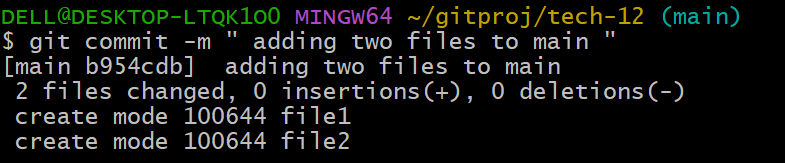 DELL@DESKTOP-LTQK1O0 MINGW64 ~/gitproj/tech-12 (main)
$ git commit -m " adding two files to main "
[main b954cdb]  adding two files to main
 2 files changed, 0 insertions(+), 0 deletions(-)
 create mode 100644 file1
 create mode 100644 file2